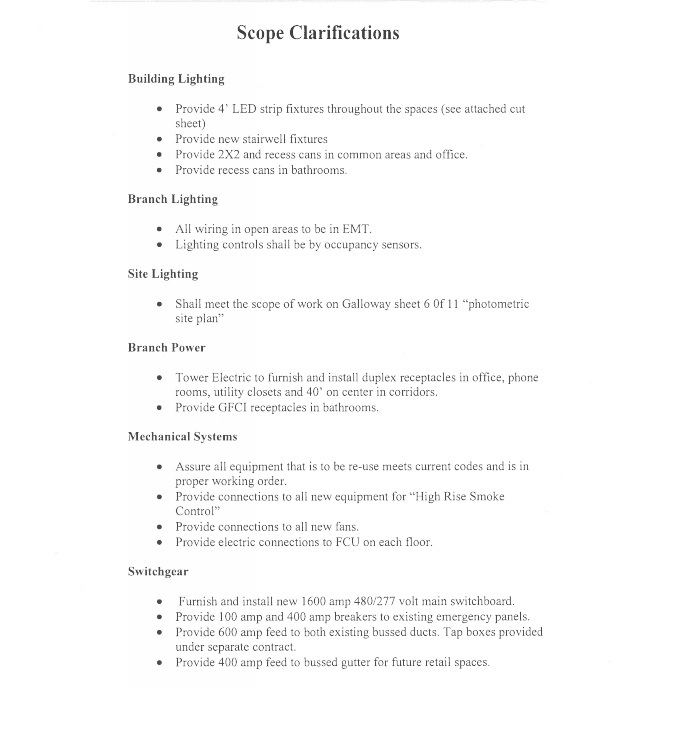 Scope Clarifications
Building Lighting
• Provide 4' LED strip fixtures throughout the spaces (see attached cut
sheet)
• Provide new stairwell fixtures
• Provide 2X2 and recess cans in common areas and office.
• Provide recess cans in bathrooms.
Branch Lighting
• All wiring in open areas to be in EMT.
• Lighting controls shall be by occupancy sensors.
Site Lighting
• Shall meet the scope of work on Galloway sheet 6 0f 11 “photometric
site plan”
Branch Power
• Tower Electric to furnish and install duplex receptacles in office, phone
rooms, utility closets and 40' on center in corridors.
• Provide GFCI receptacles in bathrooms.
Mechanical Systems
• Assure all equipment that is to be re-use meets current codes and is in
proper working order.
• Provide connections to all new equipment for “High Rise Smoke
Control”
• Provide connections to all new fans.
• Provide electric connections to FCU on each floor.
Switchgear
• Furnish and install new 1600 amp 480/277 volt main switchboard.
• Provide 100 amp and 400 amp breakers to existing emergency panels.
• Provide 600 amp feed to both existing bussed ducts. Tap boxes provided
under separate contract.
• Provide 400 amp feed to bussed gutter for future retail spaces.